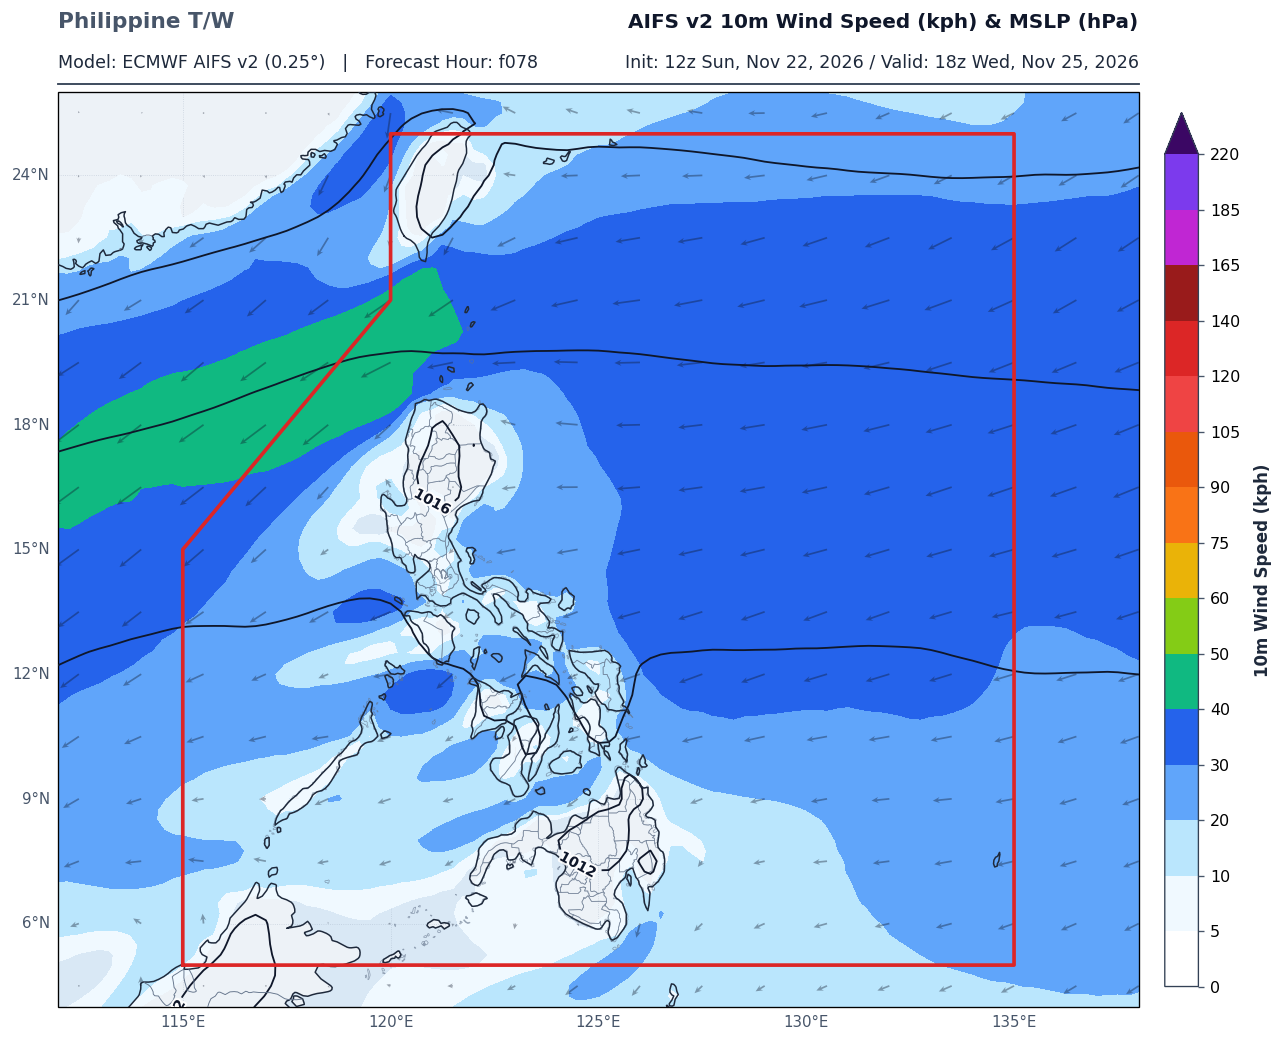 Philippine T/W
AIFS v2 10m Wind Speed (kph) & MSLP (hPa)
Model: ECMWF AIFS v2 (0.25°) | Forecast Hour: f078
Init: 12z Sun, Nov 22, 2026 / Valid: 18z Wed, Nov 25, 2026
24°N
21°N
18°N
15°N
12°N
9°N
6°N
1016
1012
115°E
120°E
125°E
130°E
135°E
220
185
165
140
120
105
90
75
60
50
40
30
20
10
5
0
10m Wind Speed (kph)